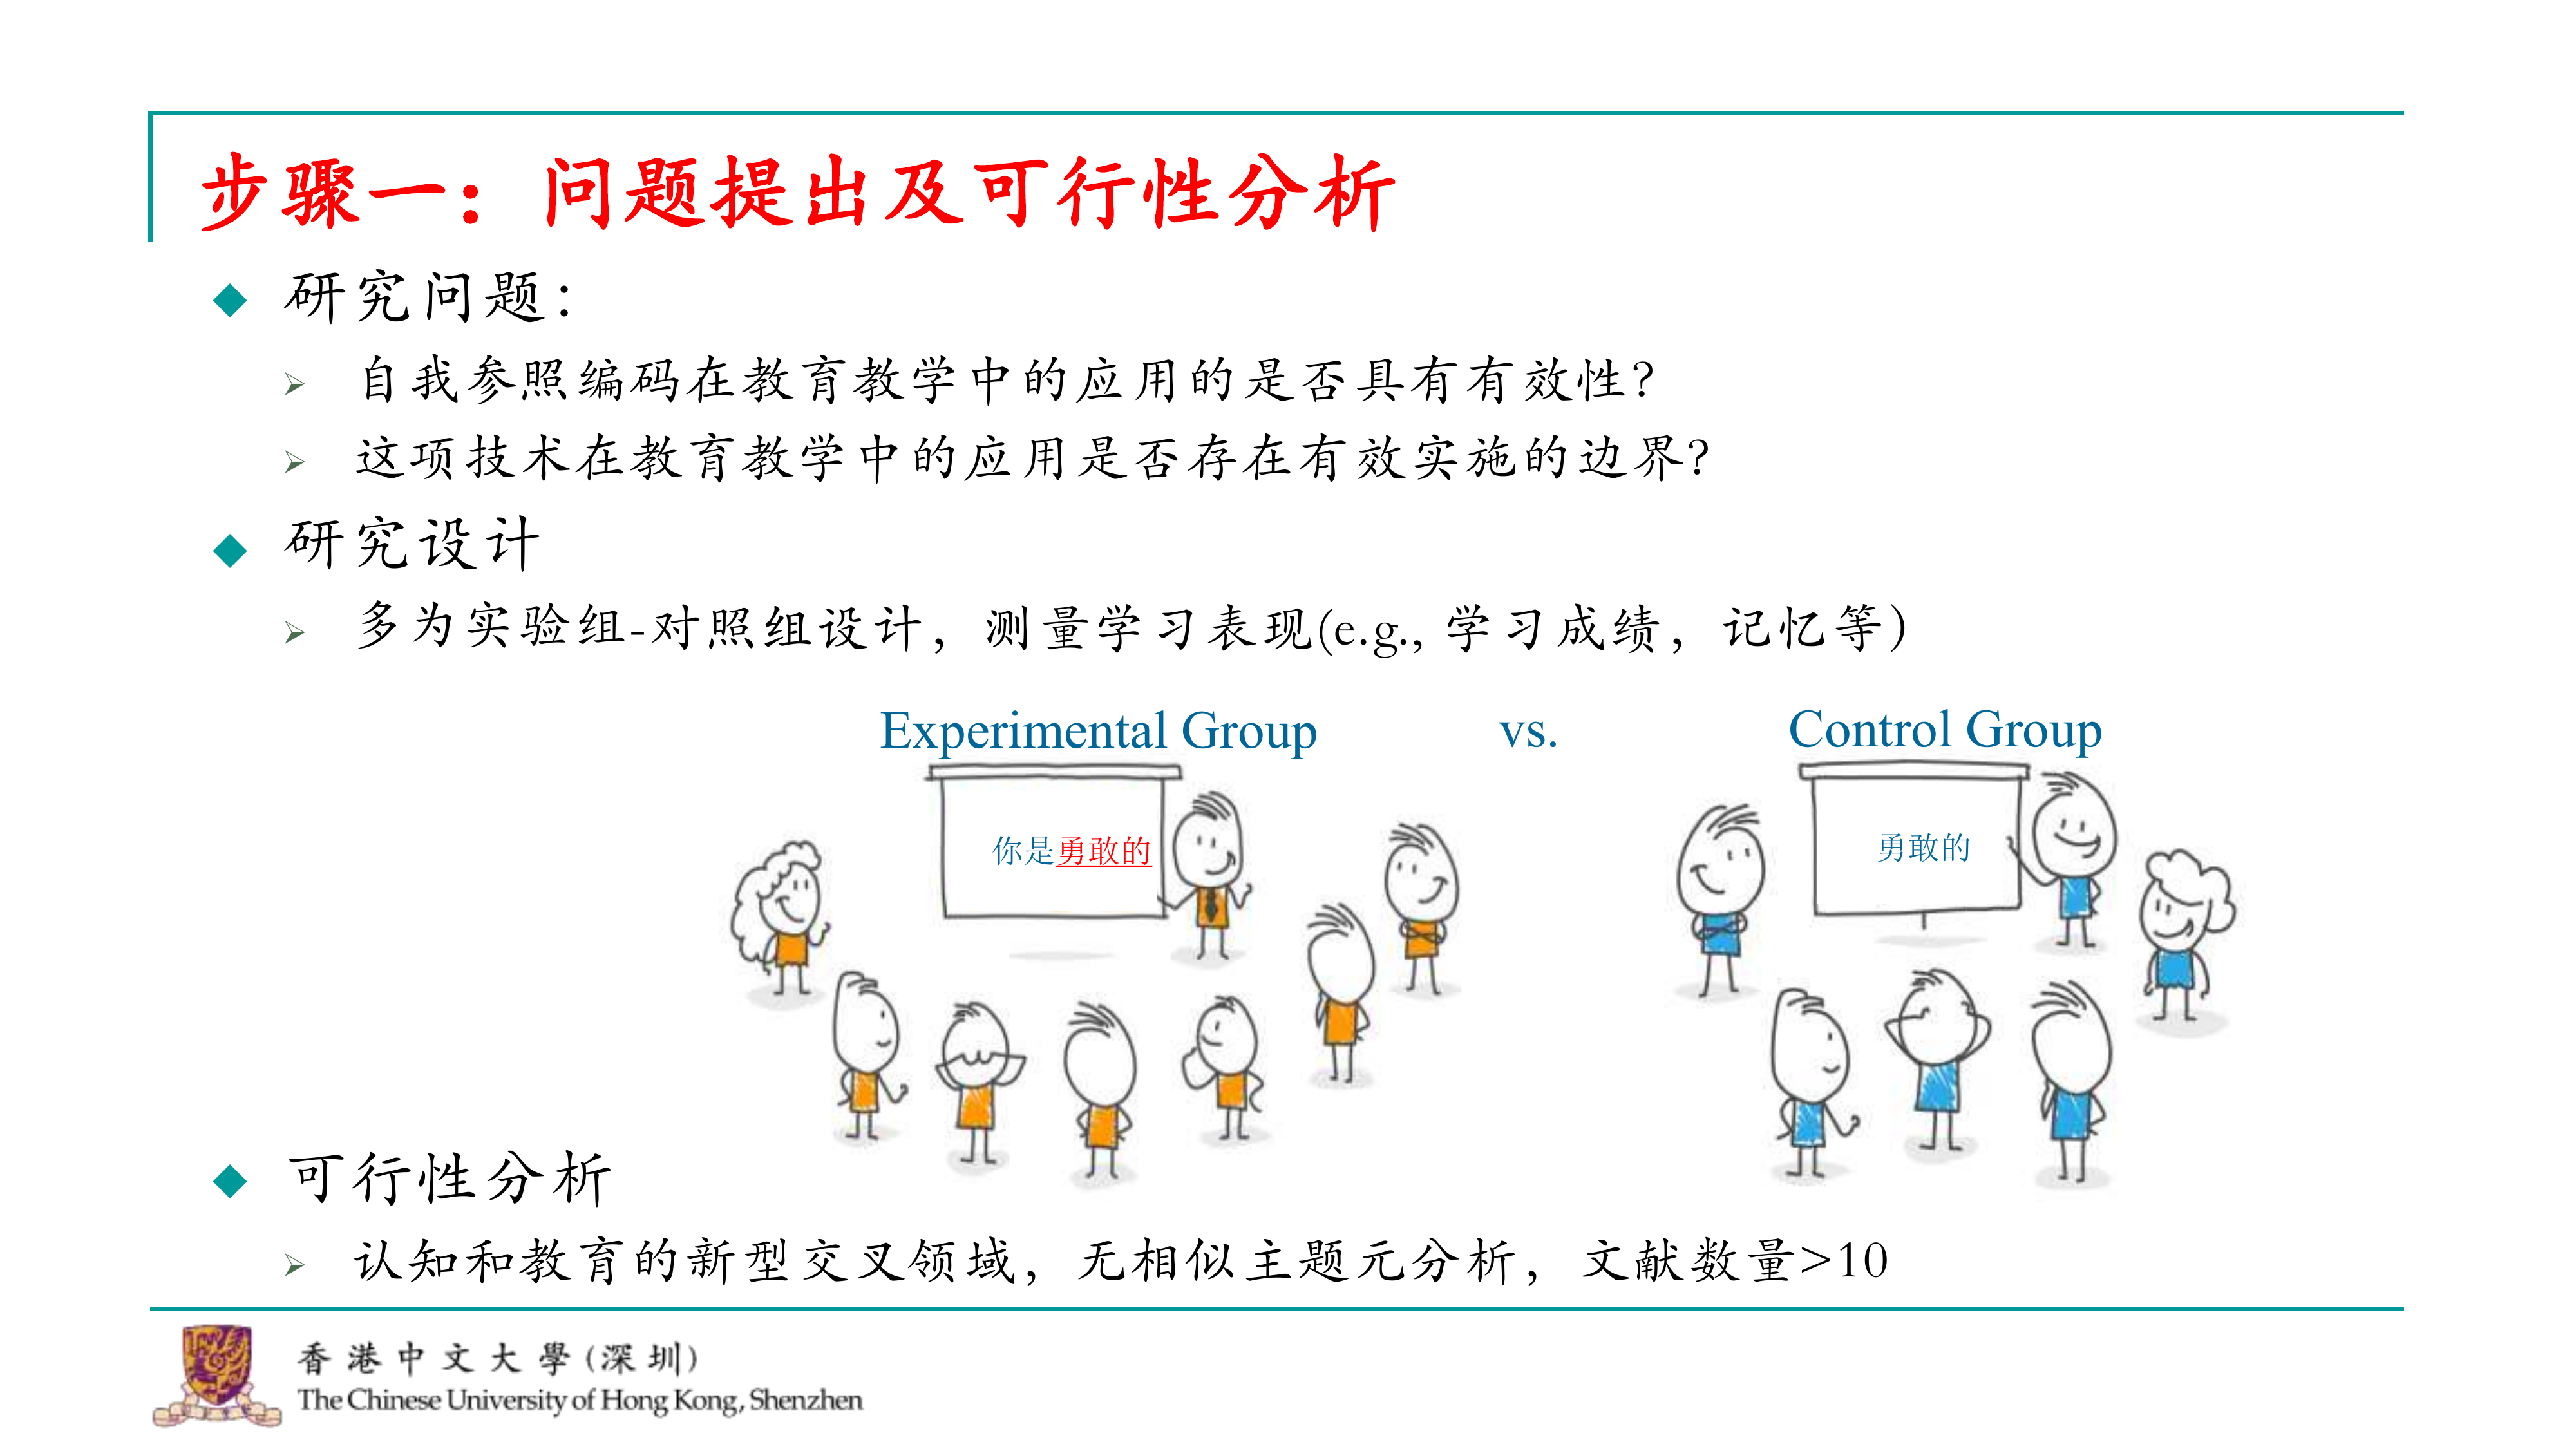 步骤一：问题提出及可行性分析
研究问题：
自我参照编码在教育教学中的应用的是否具有有效性?
这项技术在教育教学中的应用是否存在有效实施的边界?
研究设计
多为实验组-对照组设计，测量学习表现(e.g., 学习成绩，记忆等）
Experimental Group vs. Control Group
你是勇敢的
勇敢的
可行性分析
认知和教育的新型交叉领域，无相似主题元分析，文献数量>10
香港中文大學(深圳)
The Chinese University of Hong Kong, Shenzhen